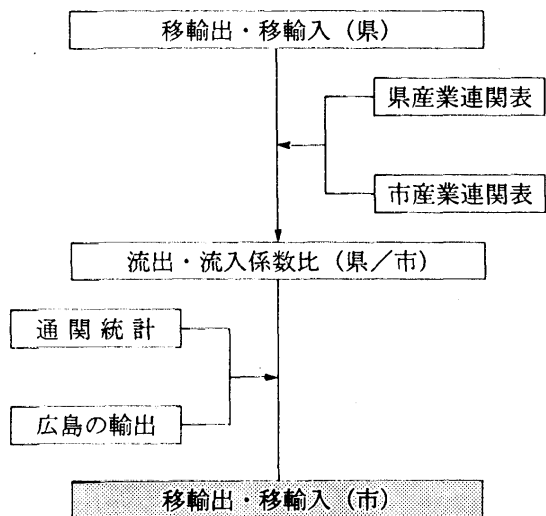 移輸出・移輸入（県）
県産業連関表
市産業連関表
流出・流入係数比（県／市）
通関統計
広島の輸出
移輸出・移輸入（市）